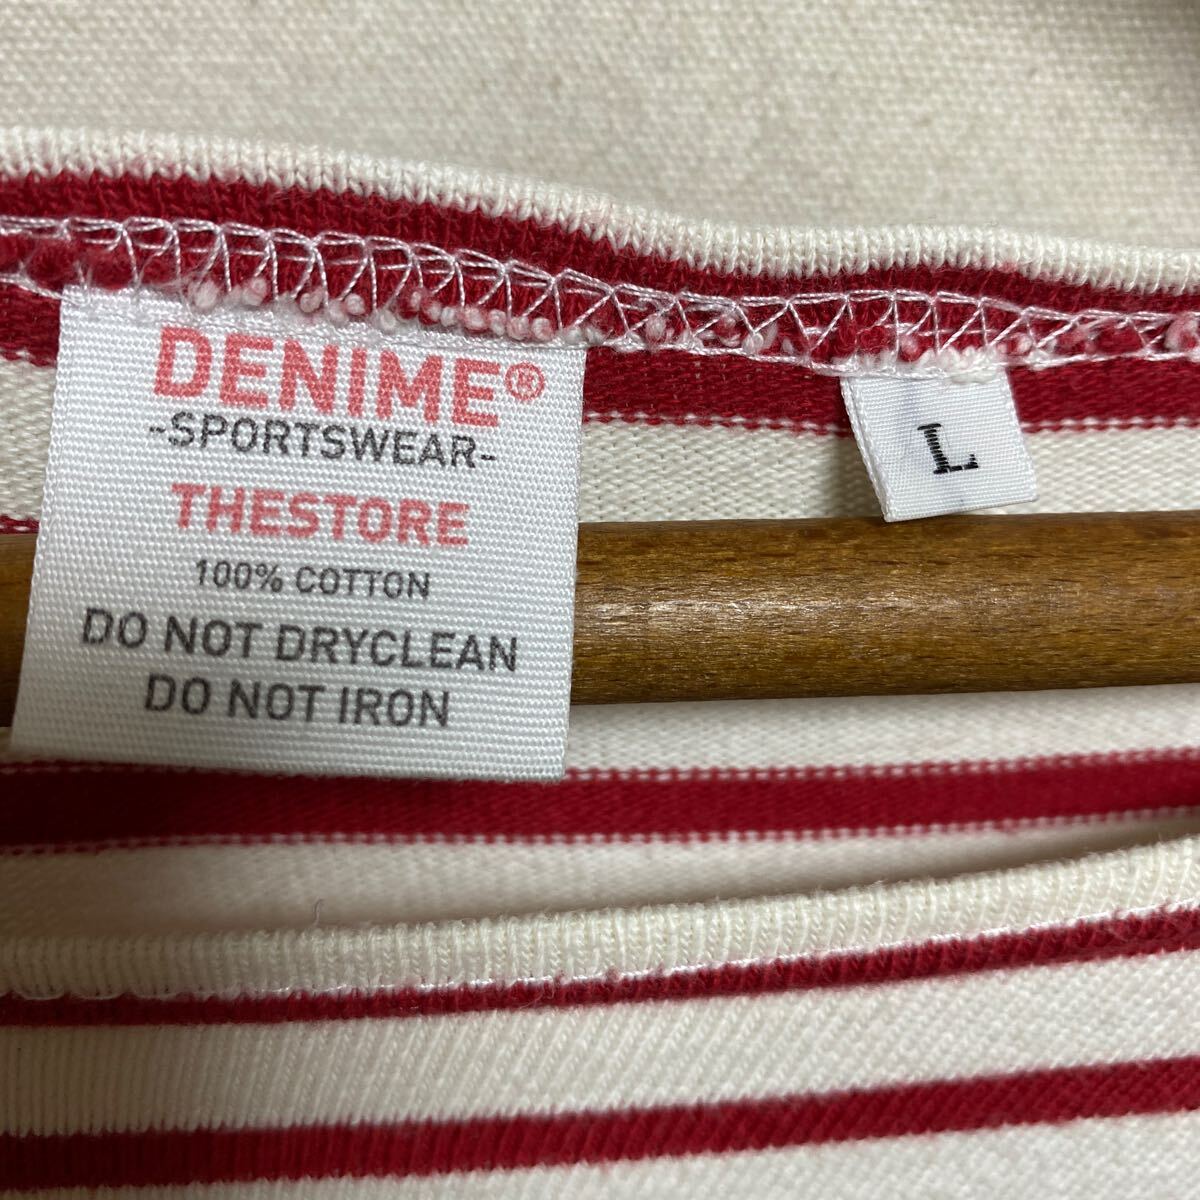 DENIME®
-SPORTSWEAR-
THESTORE
100% COTTON
DO NOT DRYCLEAN
DO NOT IRON
L